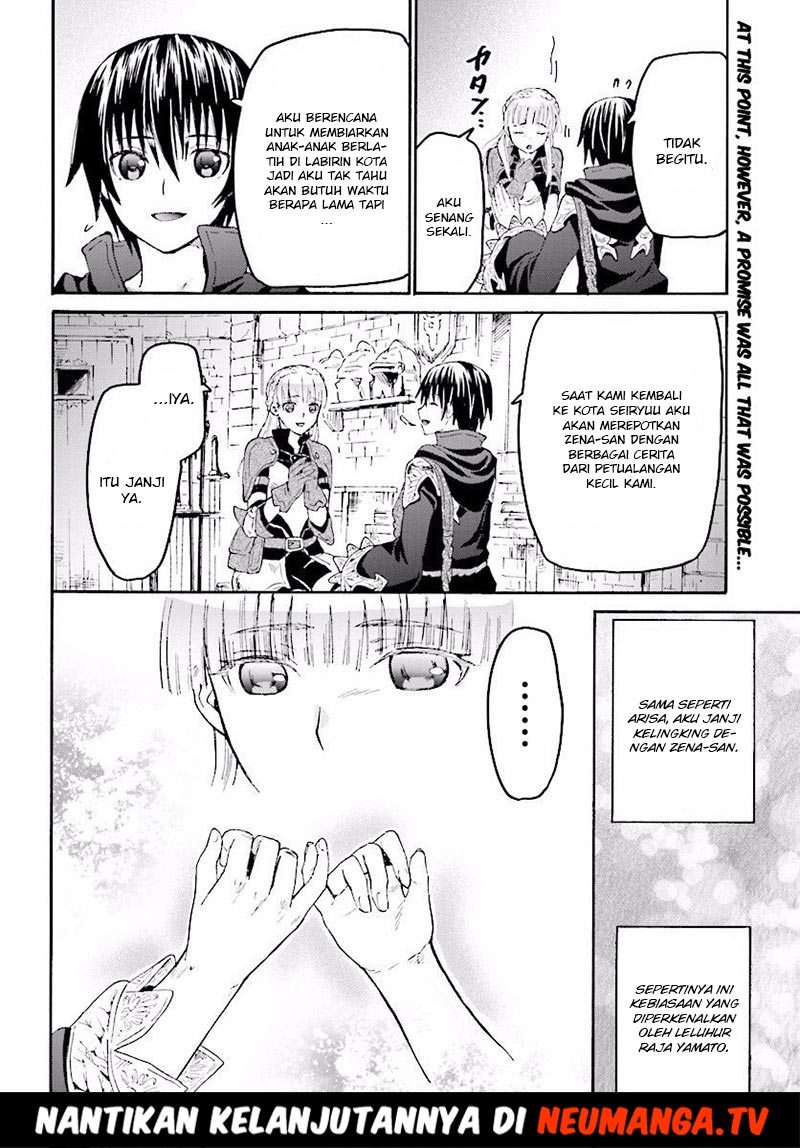 AT THIS POINT, HOWEVER, A PROMISE WAS ALL THAT WAS POSSIBLE...
TIDAK
BEGITU.
カタン…
AKU
SENANG
SEKALI.
AKU BERENCANA
UNTUK MEMBIARKAN
ANAK-ANAK BERLA-
TIH DI LABIRIN KOTA
JADI AKU TAK TAHU
AKAN BUTUH WAKTU
BERAPA LAMA TAPI
...
SAAT KAMI KEMBALI
KE KOTA SEIRYUU AKU
AKAN MEREPOTKAN
ZENA-SAN DENGAN
BERBAGAI CERITA
DARI PETUALANGAN
KECIL KAMI.
...IYA.
ITU JANJI
YA.
SAMA SEPERTI
ARISA, AKU JANJI
KELINGKING DE-
NGAN ZENA-SAN.
.......
SEPERTINYA INI
KEBIASAAN YANG
DIPERKENALKAN
OLEH LELUHUR
RAJA YAMATO.
NANTIKAN KELANJUTANNYA DI NEUMANGA.TV